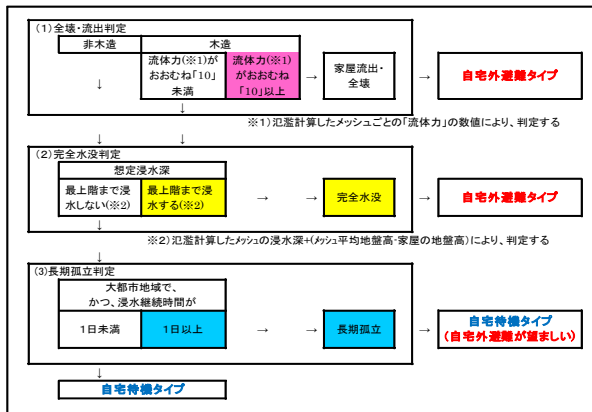 (1)全壊・流出判定
非木造
木造
流体力(※1)が
おおむね「10」
未満
流体力(※1)
がおおむね
「10」以上
→
家屋流出・
全壊
→
自宅外避難タイプ
↓
↓
※1)氾濫計算したメッシュごとの「流体力」の数値により、判定する
↓
↓
(2)完全水没判定
想定浸水深
最上階まで浸
水しない(※2)
最上階まで浸
水する(※2)
→
→
完全水没
→
自宅外避難タイプ
↓
※2)氾濫計算したメッシュの浸水深+(メッシュ平均地盤高-家屋の地盤高)により、判定する
↓
(3)長期孤立判定
大都市地域で、
かつ、浸水継続時間が
1日未満
1日以上
→
→
長期孤立
→
自宅待機タイプ
(自宅外避難が望ましい)
↓
自宅待機タイプ